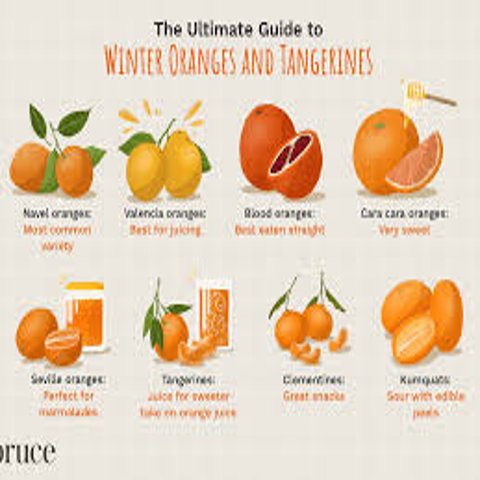 The Ultimate Guide to
WINTER ORANGES AND TANGERINES
Navel oranges:
Most common
variety
Valencia oranges:
Best for juicing
Blood oranges:
Best eaten straight
Cara cara oranges:
Very sweet
Seville oranges:
Perfect for
marmalades
Tangerines:
Juice for sweeter
take on orange juice
Clementines:
Great snacks
Kumquats:
Sour with edible
peels
pruce